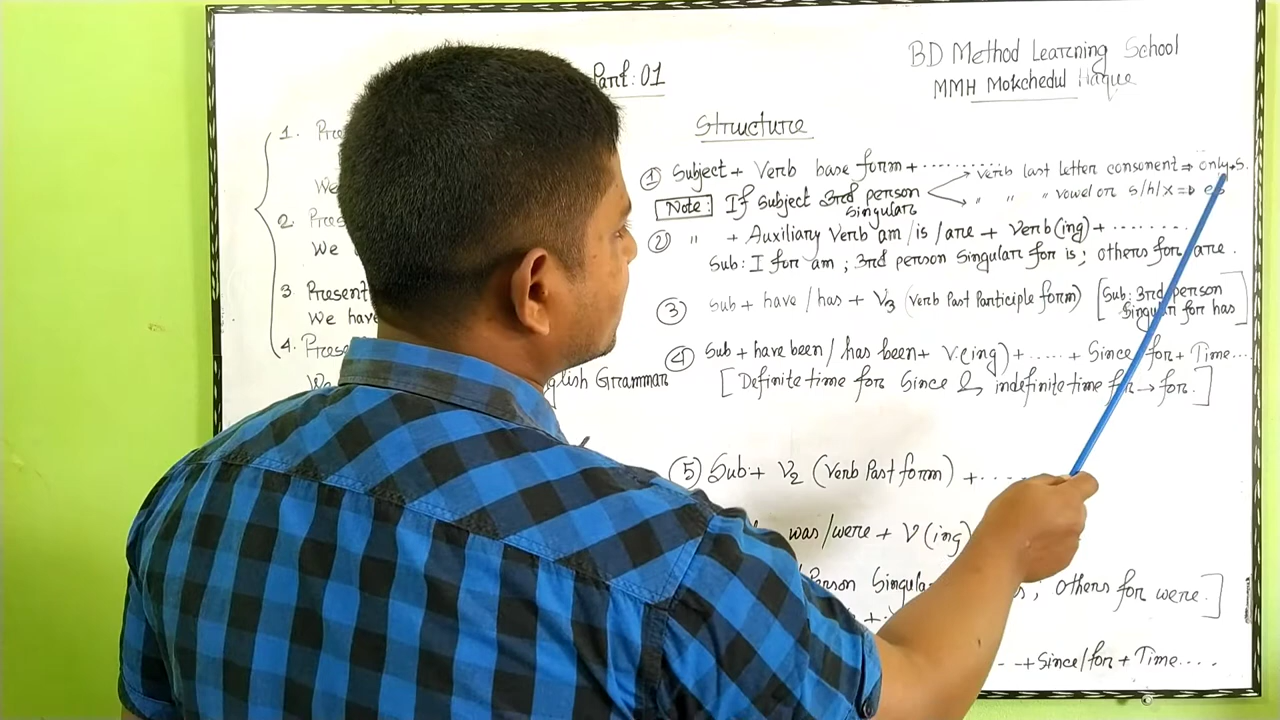 Part: 01
BD Method Learning School
MMH Mokchedul Haque
Structure
1. Pre
We
2. Pres
We h
3. Present
We have
4. Prese
We
glish Grammar
① Subject + Verb base form + .......... verb last letter consonent ⇒ only s.
Note: If Subject 3rd person Singular " " " vowel or s/h/x ⇒ es
② " + Auxiliary Verb am/is/are + Verb(ing) + ........
Sub: I for am ; 3rd person Singular for is; others for are.
③ Sub + have/has + V3 (Verb Past Participle form) [Sub: 3rd person Singular for has]
④ Sub + have been/has been + V(ing) + ..... + Since/for + Time...
[Definite time for Since & indefinite time for → for.]
⑤ Sub + V2 (Verb Past form) + .....
was/were + V(ing)
Person Singular s; Others for were.]
+ Since/for + Time....